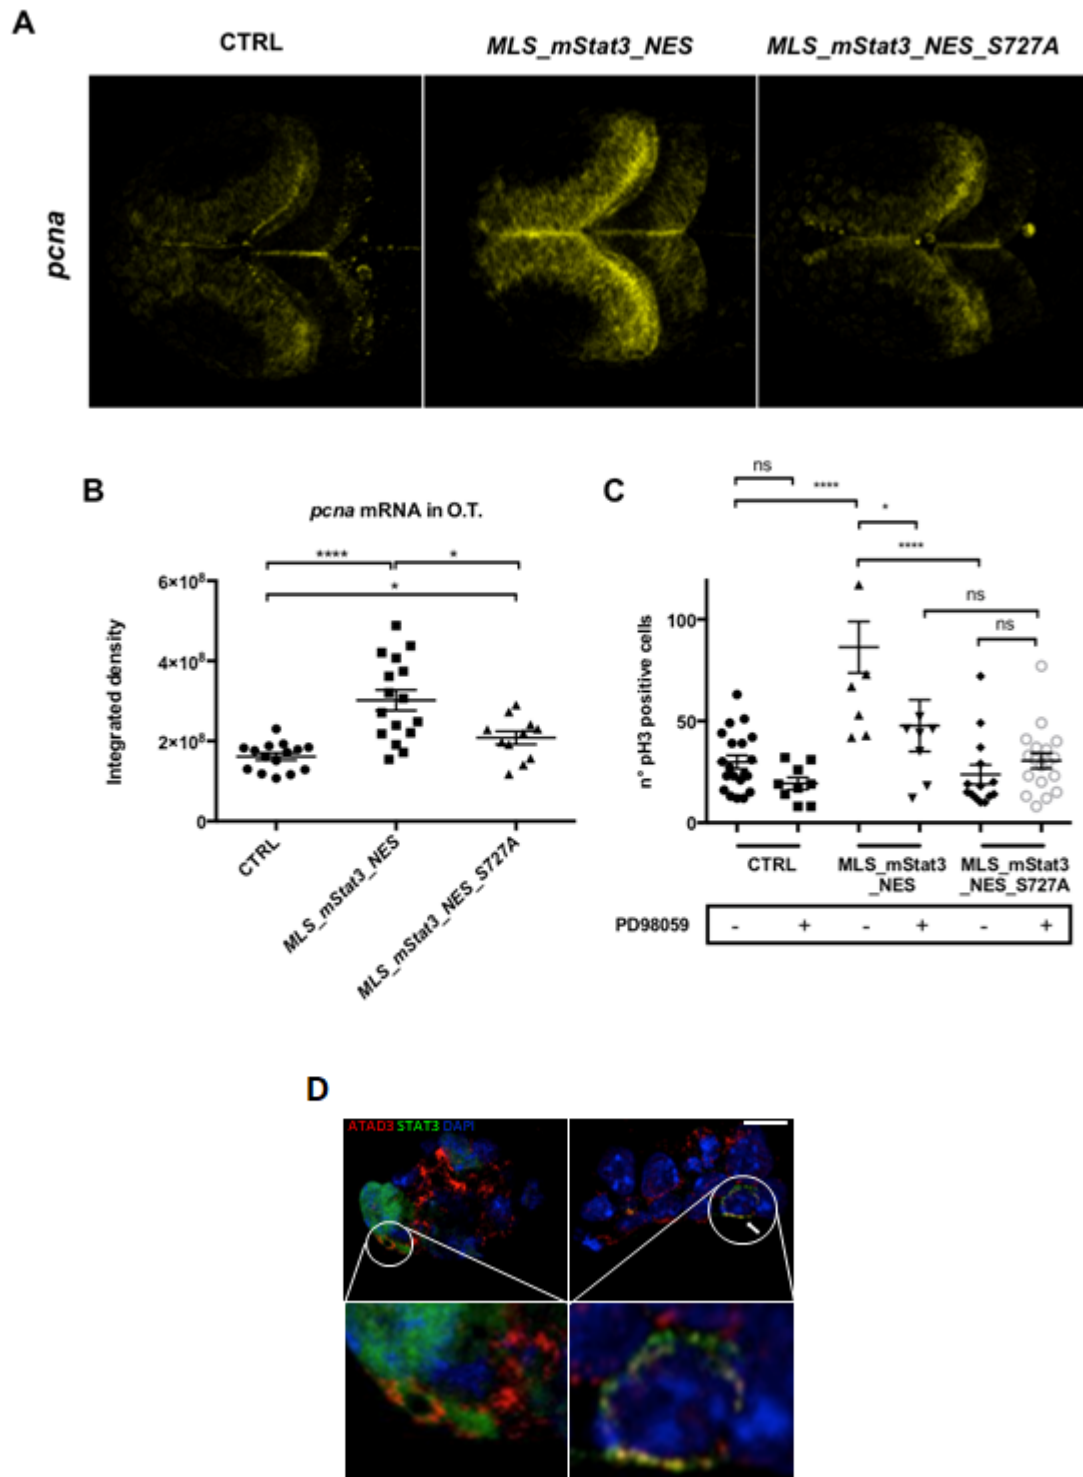 A
CTRL
MLS_mStat3_NES
MLS_mStat3_NES_S727A
pcna
B
pcna mRNA in O.T.
****
*
*
6×10⁸
4×10⁸
2×10⁸
0
Integrated density
CTRL
MLS_mStat3_NES
MLS_mStat3_NES_S727A
C
ns
****
*
****
ns
ns
100
50
0
n° pH3 positive cells
CTRL
MLS_mStat3
_NES
MLS_mStat3
_NES_S727A
PD98059
- + - + - +
D
ATAD3 STAT3 DAPI